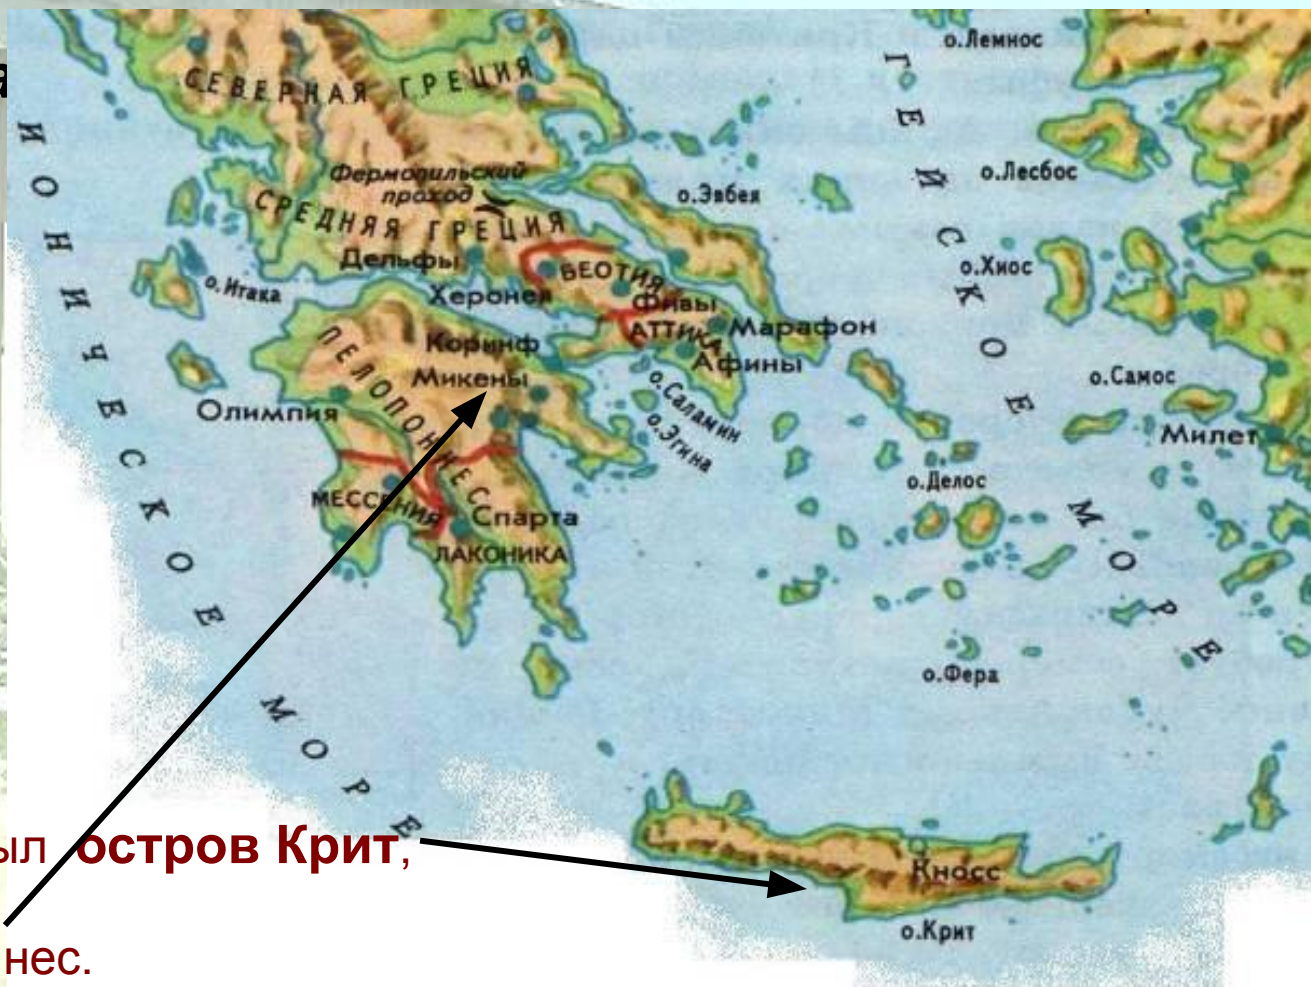 а
о.Лемнос
СЕВЕРНАЯ ГРЕЦИЯ
ИОНИЧЕСКОЕ МОРЕ
ГЕЙСКОЕ МОРЕ
Фермопильский
проход
о.Лесбос
о.Эвбея
СРЕДНЯЯ ГРЕЦИЯ
Дельфы
БЕОТИЯ
о.Хиос
о.Итака
Херонея
Фивы
АТТИКА
Марафон
Коринф
Афины
ПЕЛОПОННЕС
Микены
о.Саламин
о.Самос
Олимпия
о.Эгина
Милет
о.Делос
МЕССЕНИЯ
Спарта
ЛАКОНИКА
о.Фера
ыл остров Крит,
Кносс
о.Крит
нес.